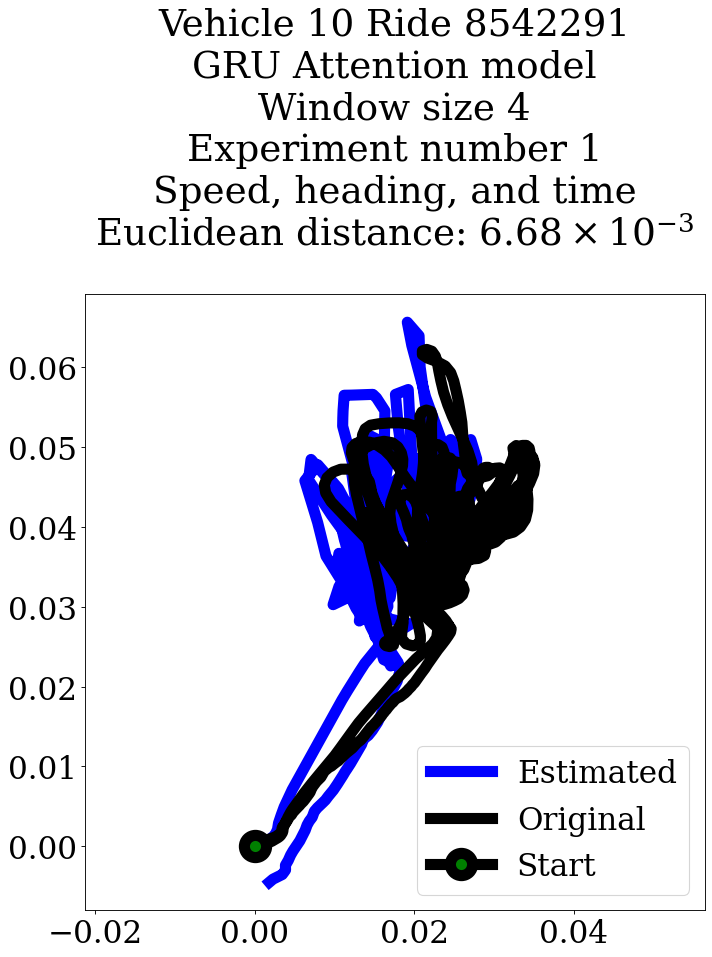 Vehicle 10 Ride 8542291
GRU Attention model
Window size 4
Experiment number 1
Speed, heading, and time
Euclidean distance: 6.68 × 10⁻³
0.06
0.05
0.04
0.03
0.02
0.01
0.00
Estimated
Original
Start
−0.02 0.00 0.02 0.04